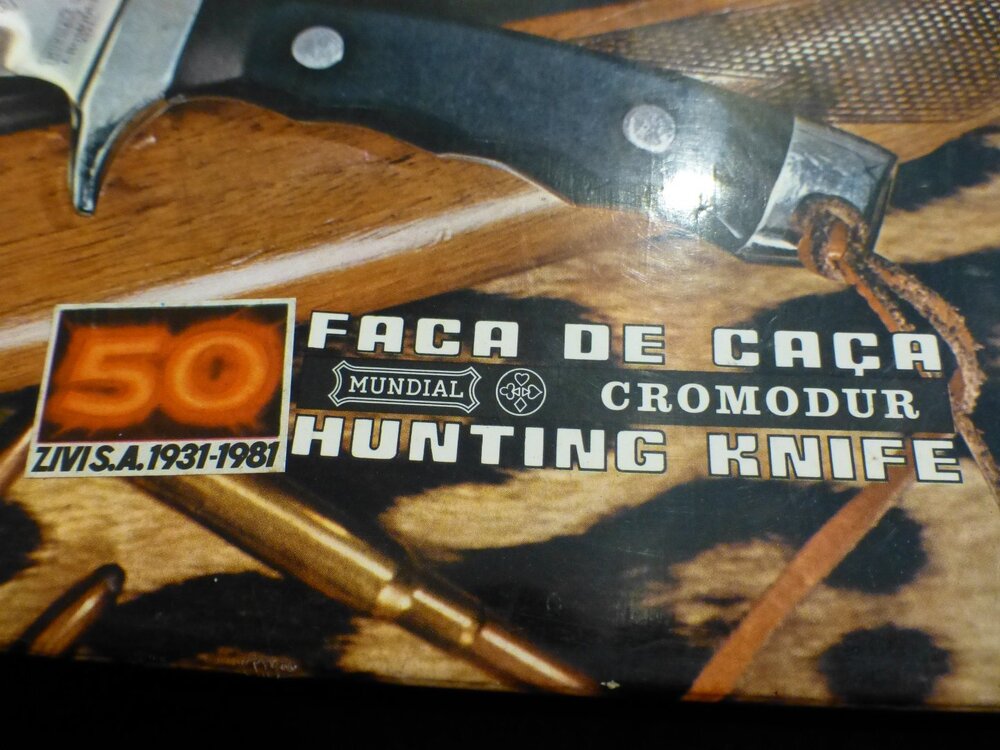 50
ZIVI S.A. 1931-1981
FACA DE CAÇA
MUNDIAL CROMODUR
HUNTING KNIFE